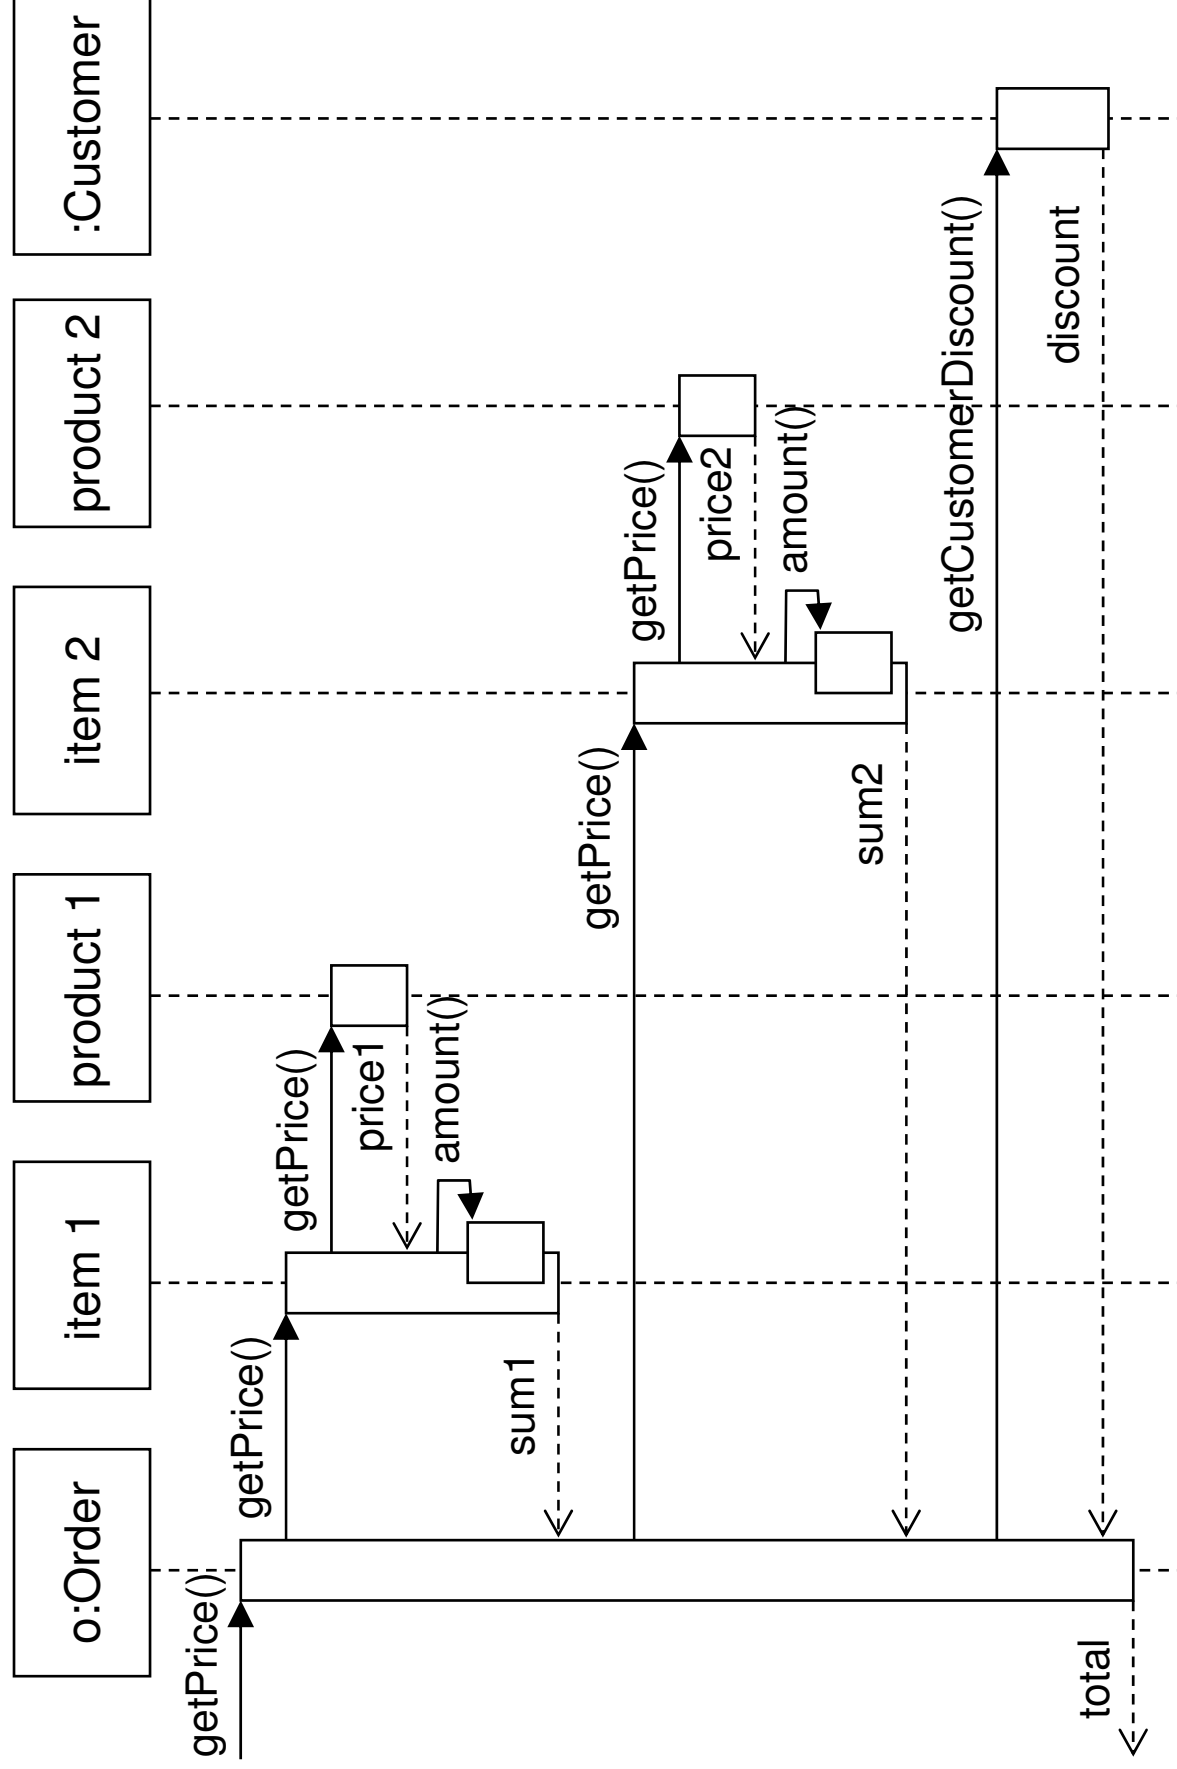 o:Order
item 1
product 1
item 2
product 2
:Customer
getPrice()
getPrice()
getPrice()
price1
amount()
sum1
getPrice()
getPrice()
price2
amount()
sum2
getCustomerDiscount()
discount
total